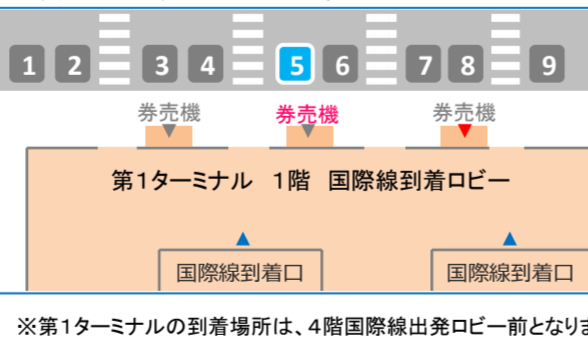 1 2 3 4 5 6 7 8 9
券売機 券売機 券売機
第1ターミナル 1階 国際線到着ロビー
国際線到着口 国際線到着口
※第1ターミナルの到着場所は、4階国際線出発ロビー前となりま